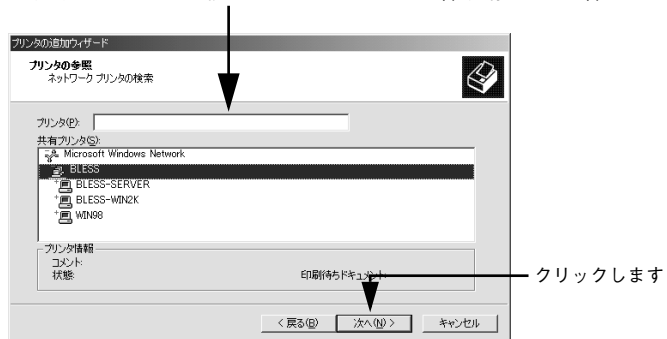 プリンタの追加ウィザード
プリンタの参照
ネットワーク プリンタの検索
プリンタ(P):
共有プリンタ(S):
Microsoft Windows Network
BLESS
BLESS-SERVER
BLESS-WIN2K
WIN98
プリンタ情報
コメント:
状態:
印刷待ちドキュメント:
クリックします
< 戻る(B)
次へ(N) >
キャンセル